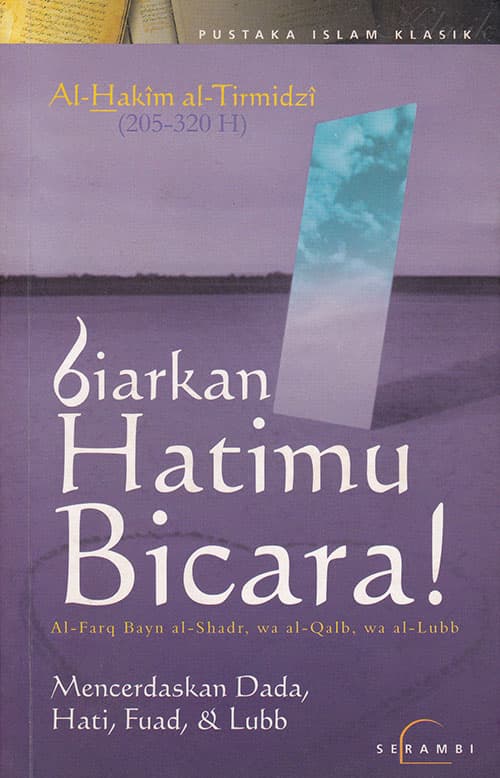 PUSTAKA ISLAM KLASIK
Al-Hakîm al-Tirmidzî
(205-320 H)
biarkan
Hatimu
Bicara!
Al-Farq Bayn al-Shadr, wa al-Qalb, wa al-Lubb
Mencerdaskan Dada,
Hati, Fuad, & Lubb
SERAMBI